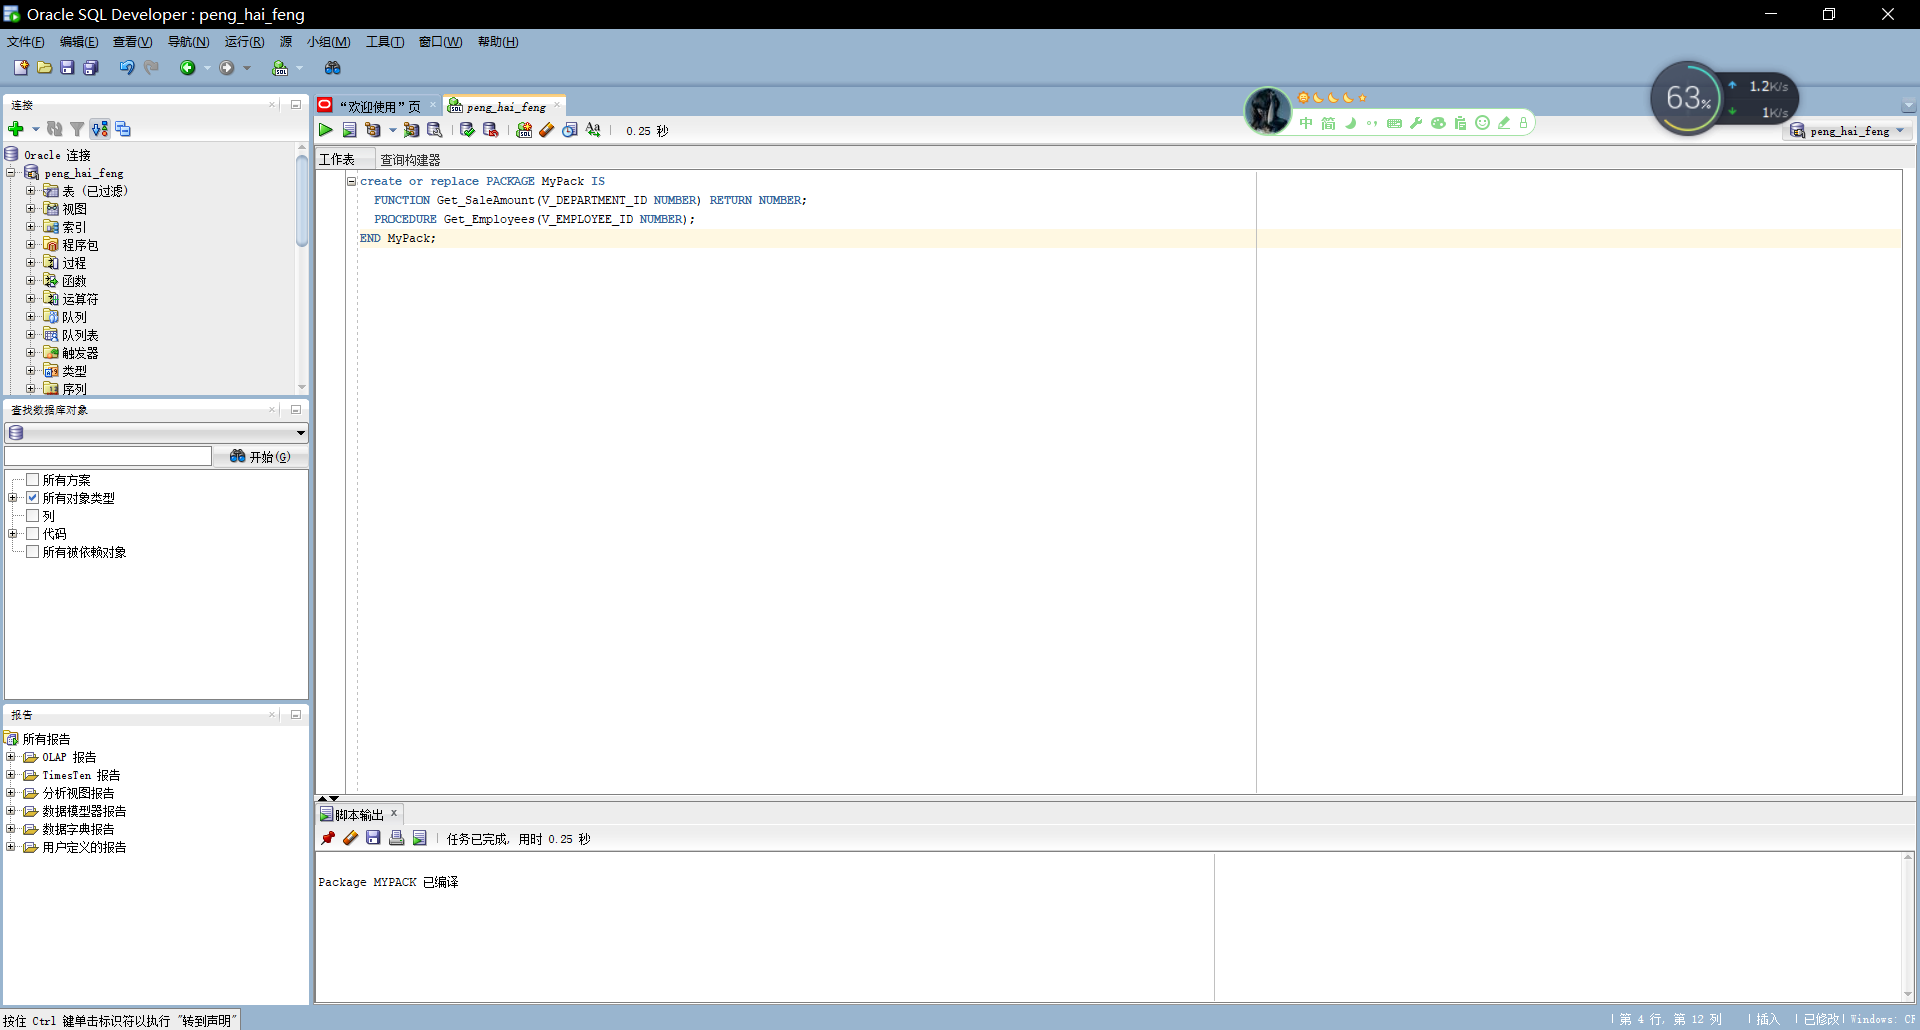 Oracle SQL Developer : peng_hai_feng
文件(F) 编辑(E) 查看(V) 导航(N) 运行(R) 源 小组(M) 工具(T) 窗口(W) 帮助(H)
连接
Oracle 连接
peng_hai_feng
表 (已过滤)
视图
索引
程序包
过程
函数
运算符
队列
队列表
触发器
类型
序列
查找数据库对象
开始(G)
所有方案
所有对象类型
列
代码
所有被依赖对象
报告
所有报告
OLAP 报告
TimesTen 报告
分析视图报告
数据模型器报告
数据字典报告
用户定义的报告
按住 Ctrl 键单击标识符以执行 "转到声明"
“欢迎使用”页 peng_hai_feng
0.25 秒
中 简
63%
1.2K/s
1K/s
peng_hai_feng
工作表 查询构建器
create or replace PACKAGE MyPack IS
FUNCTION Get_SaleAmount(V_DEPARTMENT_ID NUMBER) RETURN NUMBER;
PROCEDURE Get_Employees(V_EMPLOYEE_ID NUMBER);
END MyPack;
脚本输出
任务已完成, 用时 0.25 秒
Package MYPACK 已编译
第 4 行, 第 12 列 插入 已修改 Windows: CF